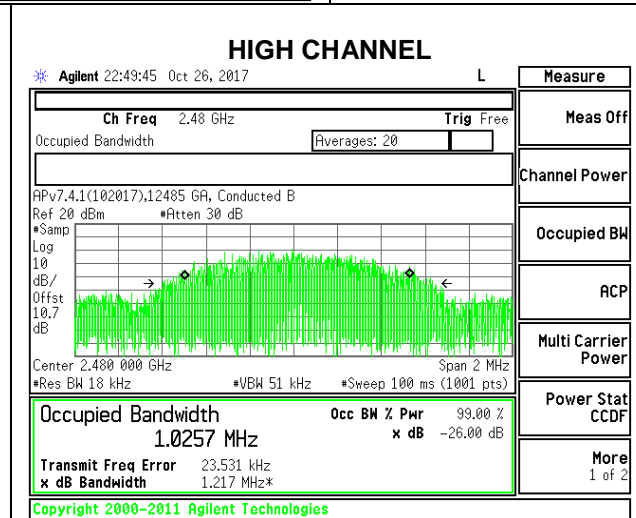 HIGH CHANNEL
Agilent 22:49:45 Oct 26, 2017 L Measure
Ch Freq 2.48 GHz Trig Free
Meas Off
Occupied Bandwidth Averages: 20
Channel Power
APv7.4.1(102017),12485 GA, Conducted B
Ref 20 dBm #Atten 30 dB
#Samp
Log
10
dB/
Offst
10.7
dB
Occupied BW
ACP
Multi Carrier
Power
Center 2.480 000 GHz Span 2 MHz
#Res BW 18 kHz #VBW 51 kHz #Sweep 100 ms (1001 pts)
Power Stat
CCDF
Occupied Bandwidth Occ BW % Pwr 99.00 %
1.0257 MHz x dB -26.00 dB
Transmit Freq Error 23.531 kHz
x dB Bandwidth 1.217 MHz*
More
1 of 2
Copyright 2000-2011 Agilent Technologies